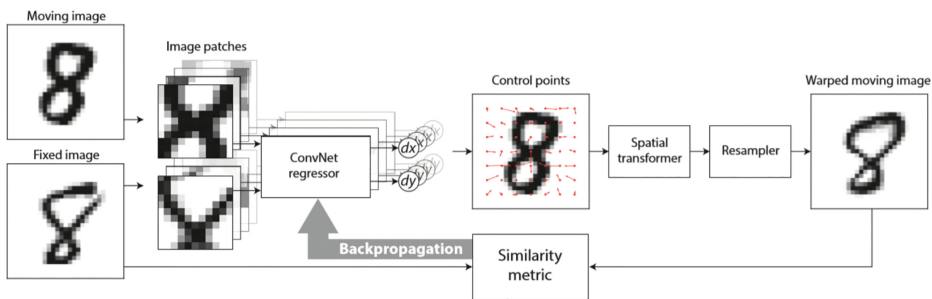 Moving image
Image patches
Fixed image
ConvNet
regressor
dx
dy
Control points
Spatial
transformer
Resampler
Warped moving image
Backpropagation
Similarity
metric